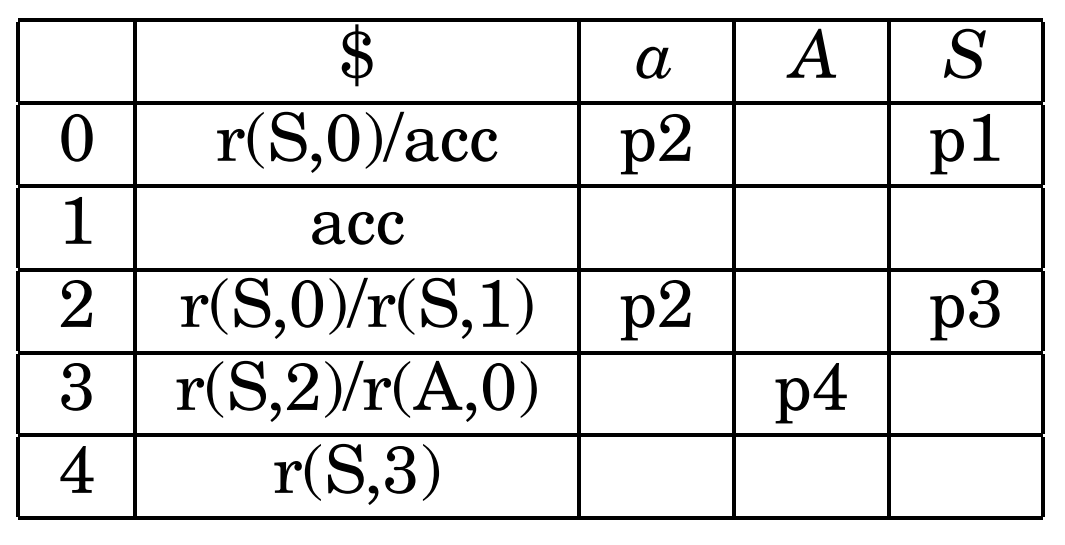 $ a A S
0 r(S,0)/acc p2 p1
1 acc
2 r(S,0)/r(S,1) p2 p3
3 r(S,2)/r(A,0) p4
4 r(S,3)